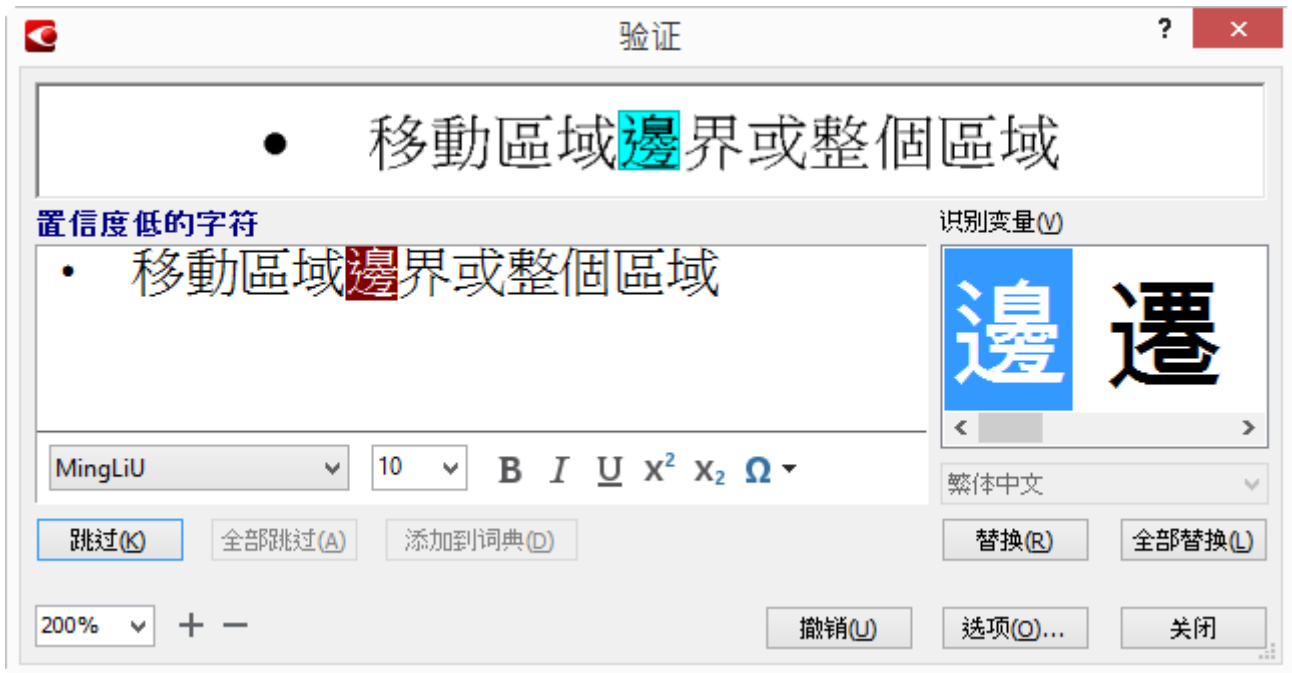 验证
?
• 移動區域邊界或整個區域
置信度低的字符
识别变量(V)
• 移動區域邊界或整個區域
邊 遷
MingLiU 10 B I U X² X₂ Ω
繁体中文
跳过(K) 全部跳过(A) 添加到词典(D) 替换(R) 全部替换(L)
200% + − 撤销(U) 选项(O)... 关闭